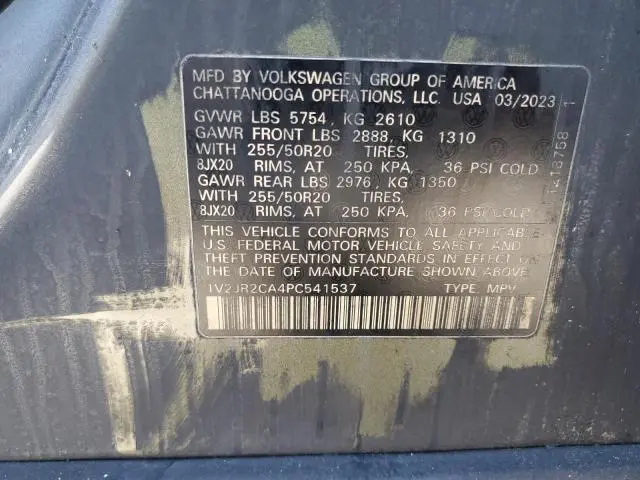 MFD BY VOLKSWAGEN GROUP OF AMERICA
CHATTANOOGA OPERATIONS, LLC. USA 03/2023
GVWR LBS 5754 , KG 2610
GAWR FRONT LBS 2888, KG 1310
WITH 255/50R20 TIRES,
8JX20 RIMS, AT 250 KPA, 36 PSI COLD
GAWR REAR LBS 2976 , KG 1350
WITH 255/50R20 TIRES,
8JX20 RIMS, AT 250 KPA, 36 PSI COLD
THIS VEHICLE CONFORMS TO ALL APPLICABLE
U.S. FEDERAL MOTOR VEHICLE SAFETY AND
THEFT PREVENTION STANDARDS IN EFFECT ON
THE DATE OF MANUFACTURE SHOWN ABOVE.
1V2JR2CA4PC541537 TYPE: MPV
1418758 1